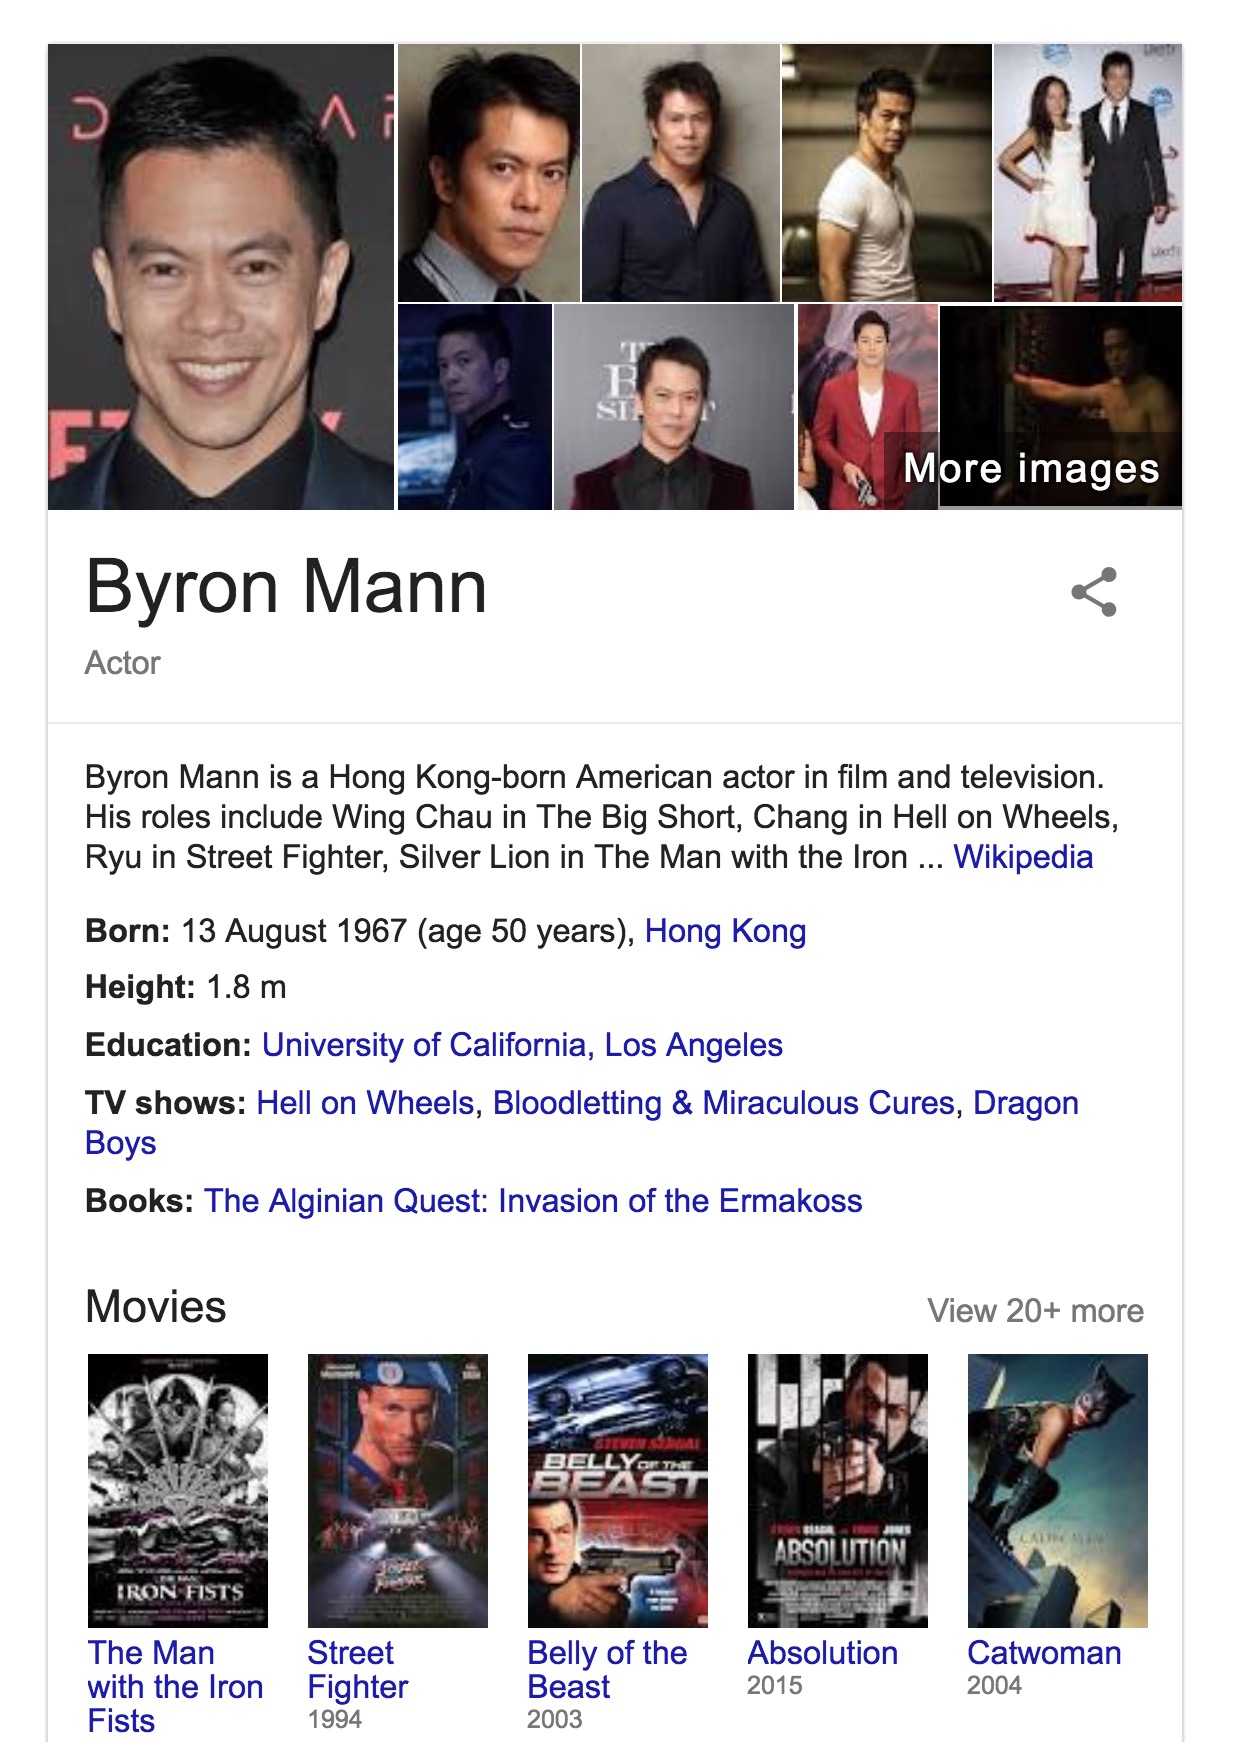 More images
Byron Mann
Actor
Byron Mann is a Hong Kong-born American actor in film and television.
His roles include Wing Chau in The Big Short, Chang in Hell on Wheels,
Ryu in Street Fighter, Silver Lion in The Man with the Iron ... Wikipedia
Born: 13 August 1967 (age 50 years), Hong Kong
Height: 1.8 m
Education: University of California, Los Angeles
TV shows: Hell on Wheels, Bloodletting & Miraculous Cures, Dragon
Boys
Books: The Alginian Quest: Invasion of the Ermakoss
Movies
View 20+ more
IRON FISTS
STEVEN SEAGAL
BELLY OF THE
BEAST
ABSOLUTION
CATWOMAN
The Man
with the Iron
Fists
Street
Fighter
1994
Belly of the
Beast
2003
Absolution
2015
Catwoman
2004